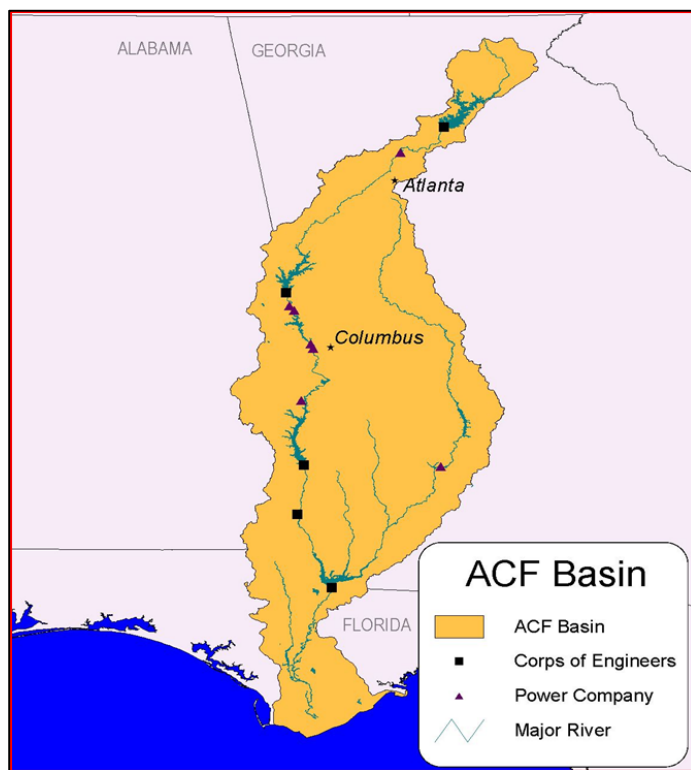 ALABAMA
GEORGIA
Atlanta
Columbus
FLORIDA
ACF Basin
ACF Basin
Corps of Engineers
Power Company
Major River